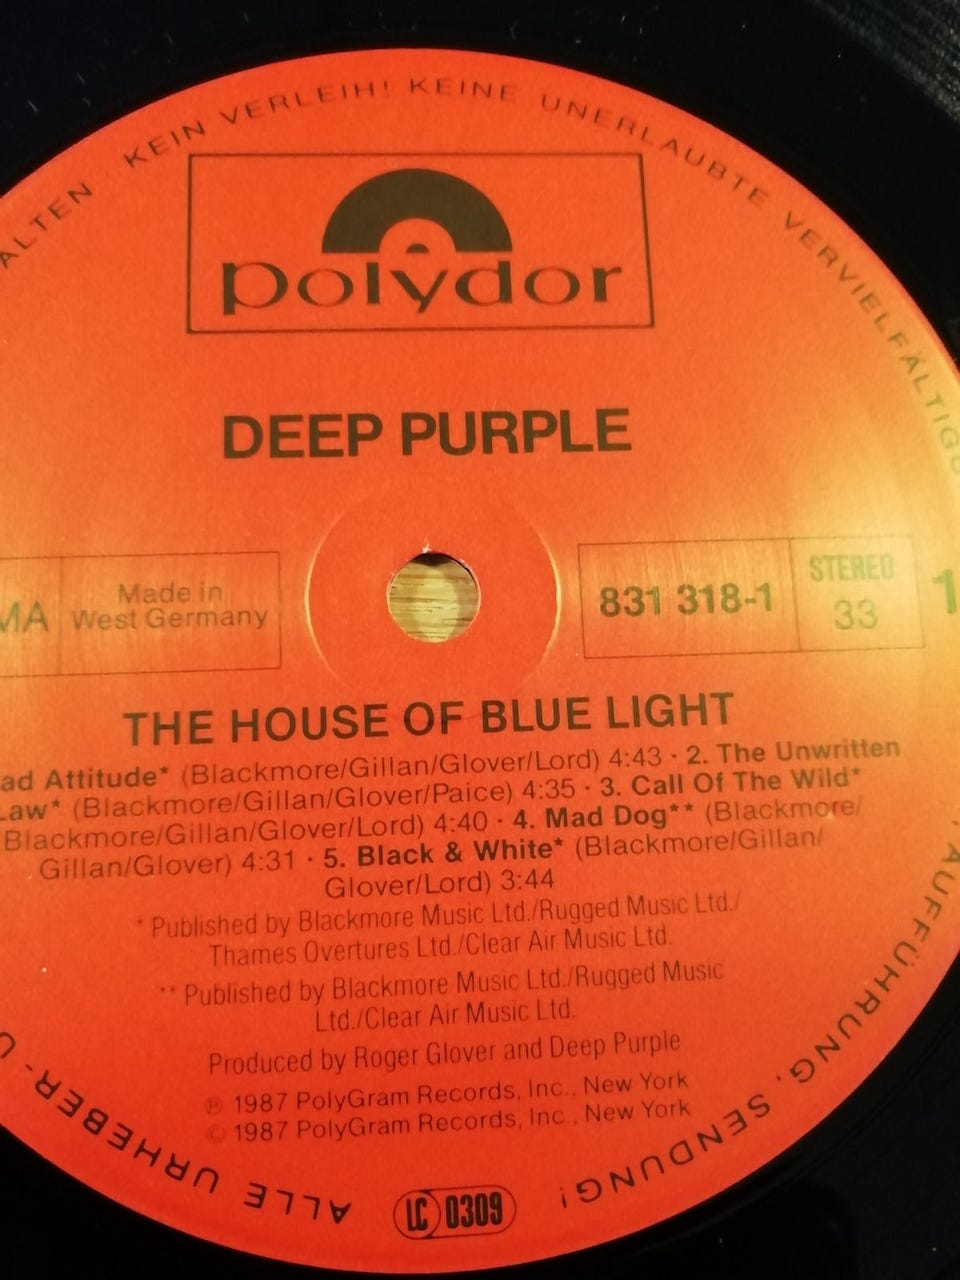 ALTEN · KEIN VERLEIH! KEINE UNERLAUBTE VERVIELFÄLTIGU
polydor
DEEP PURPLE
MA
Made in
West Germany
831 318-1
STEREO
33
1
THE HOUSE OF BLUE LIGHT
ad Attitude* (Blackmore/Gillan/Glover/Lord) 4:43 · 2. The Unwritten
Law* (Blackmore/Gillan/Glover/Paice) 4:35 · 3. Call Of The Wild*
(Blackmore/Gillan/Glover/Lord) 4:40 · 4. Mad Dog** (Blackmore/
Gillan/Glover) 4:31 · 5. Black & White* (Blackmore/Gillan/
Glover/Lord) 3:44
* Published by Blackmore Music Ltd./Rugged Music Ltd./
Thames Overtures Ltd./Clear Air Music Ltd.
** Published by Blackmore Music Ltd./Rugged Music
Ltd./Clear Air Music Ltd.
Produced by Roger Glover and Deep Purple
℗ 1987 PolyGram Records, Inc., New York
© 1987 PolyGram Records, Inc., New York
LC 0309
, AUFFÜHRUNG, SENDUNG!
ALLE URHEBER- U